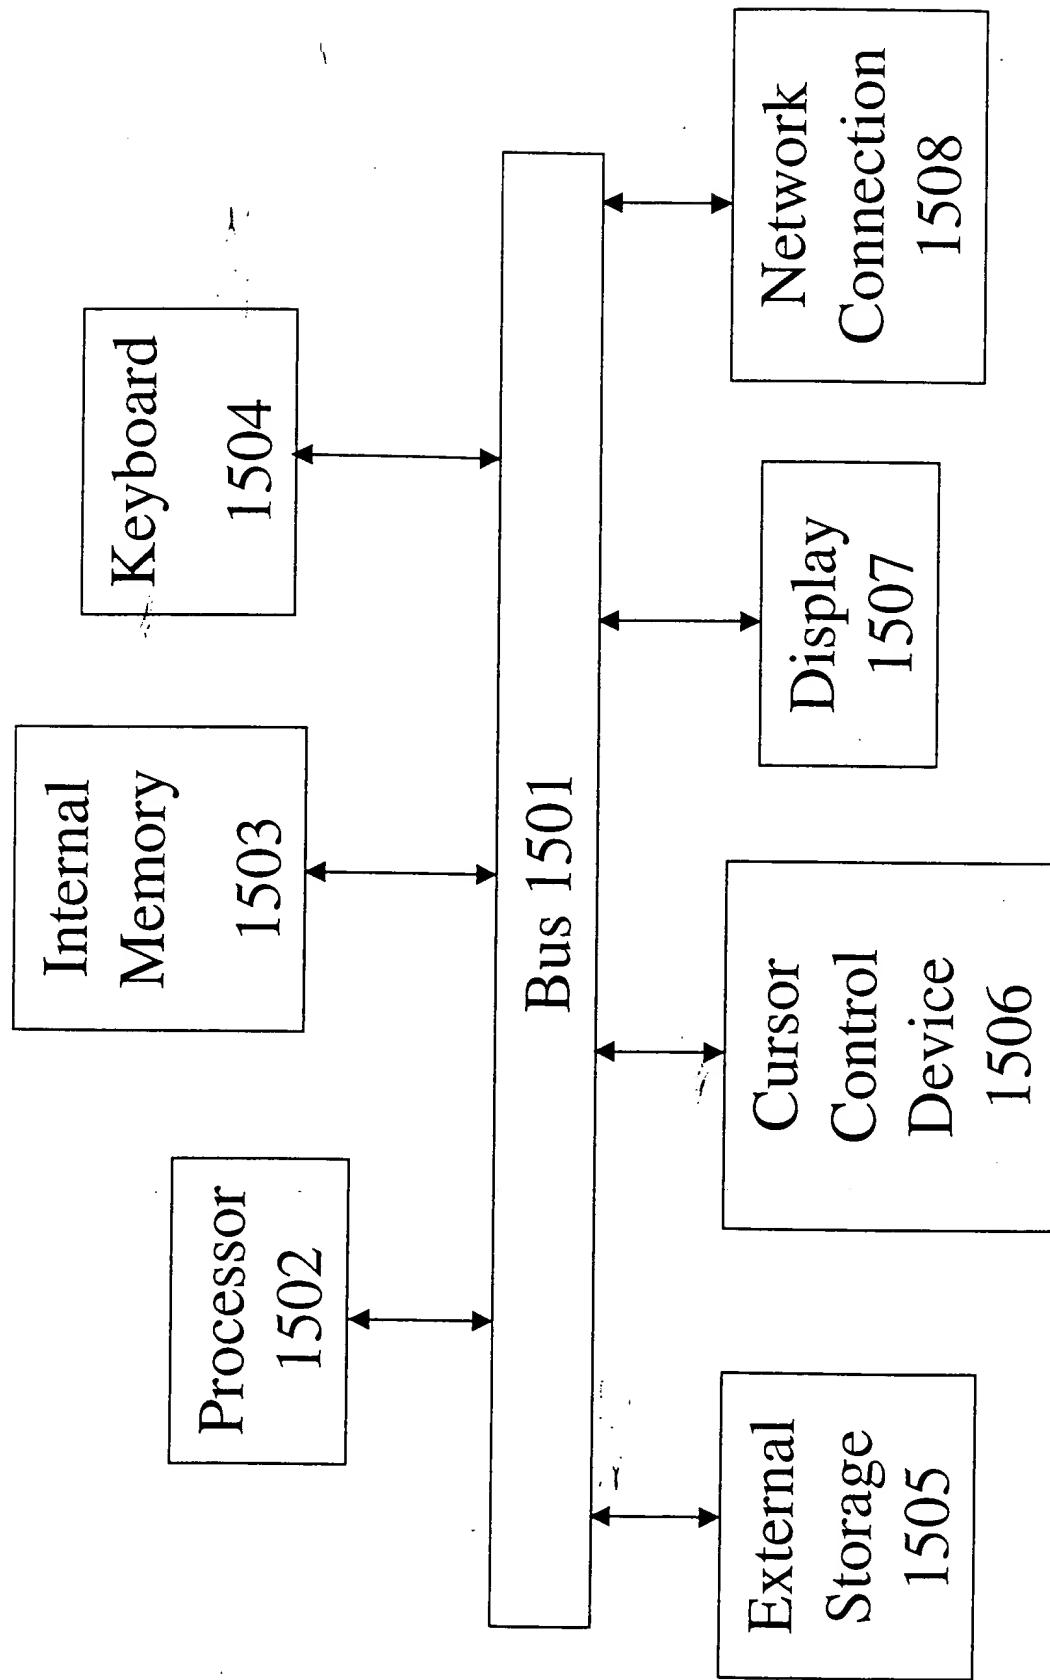 Processor
1502
Internal
Memory
1503
Keyboard
1504
Bus 1501
External
Storage
1505
Cursor
Control
Device
1506
Display
1507
Network
Connection
1508